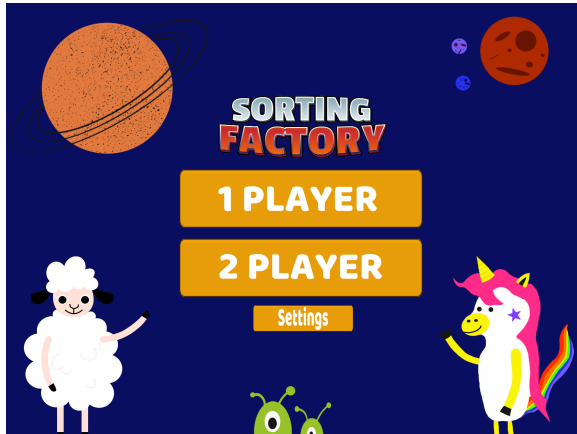 SORTING
FACTORY
1 PLAYER
2 PLAYER
Settings